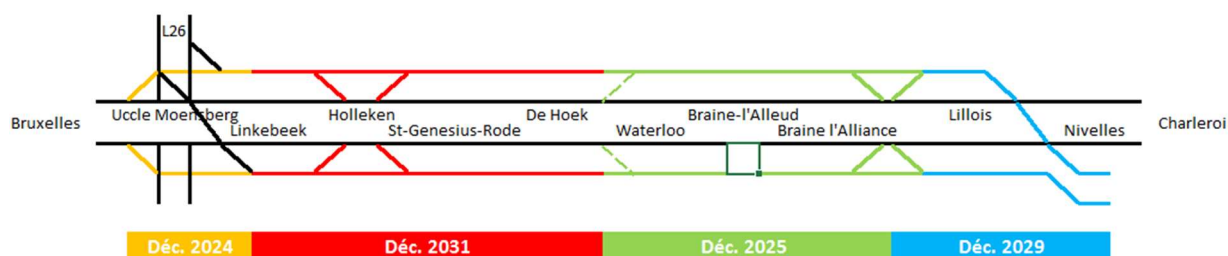 L26
Bruxelles
Uccle Moensberg
Linkebeek
Holleken
St-Genesius-Rode
De Hoek
Waterloo
Braine-l'Alleud
Braine l'Alliance
Lillois
Nivelles
Charleroi
Déc. 2024
Déc. 2031
Déc. 2025
Déc. 2029